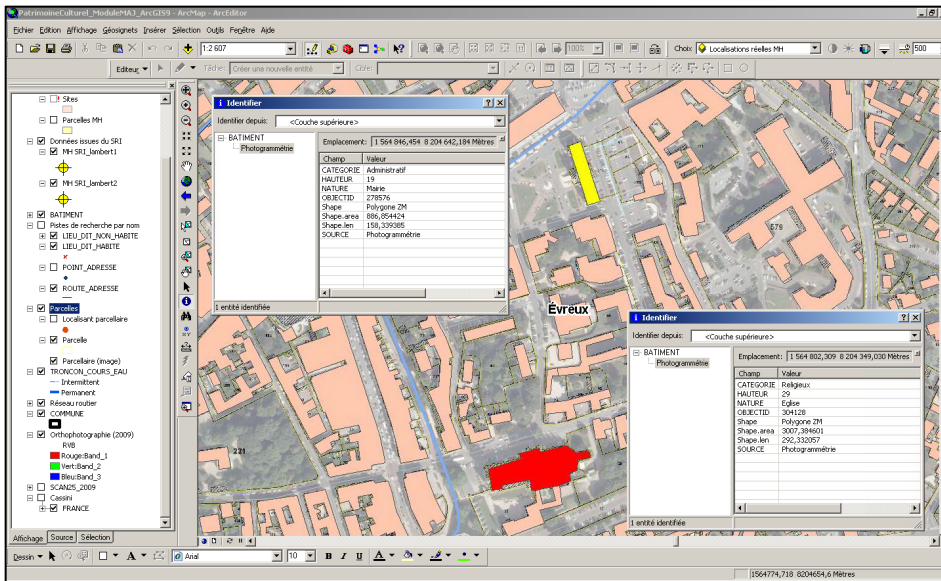 PatrimoineCulturel_ModuleMAJ_ArcGIS9 - ArcMap - ArcEditor
Fichier Edition Affichage Géosignets Insérer Sélection Outils Fenêtre Aide
1:2 607
100%
Choix Localisations réelles MH
500
Editeur
Tâche: Créer une nouvelle entité
Cible:
Sites
Parcelles MH
Données issues du SRI
MH SRI_lambert1
MH SRI_lambert2
BATIMENT
Pistes de recherche par nom
LIEU_DIT_NON_HABITE
LIEU_DIT_HABITE
POINT_ADRESSE
ROUTE_ADRESSE
Parcelles
Localisant parcellaire
Parcelle
Parcellaire (image)
TRONCON_COURS_EAU
Intermittent
Permanent
Réseau routier
COMMUNE
Orthophotographie (2009)
RVB
Rouge:Band_1
Vert:Band_2
Bleu:Band_3
SCAN25_2009
Cassini
FRANCE
Affichage Source Sélection
Identifier
Identifier depuis: <Couche supérieure>
BATIMENT
Photogrammétrie
Emplacement: 1 564 846,454 8 204 642,184 Mètres
Champ Valeur
CATEGORIE Administratif
HAUTEUR 19
NATURE Mairie
OBJECTID 278576
Shape Polygone ZM
Shape.area 886,854424
Shape.len 158,339385
SOURCE Photogrammétrie
1 entité identifiée
Évreux
576
221
Identifier
Identifier depuis: <Couche supérieure>
BATIMENT
Photogrammétrie
Emplacement: 1 564 802,309 8 204 349,030 Mètres
Champ Valeur
CATEGORIE Religieux
HAUTEUR 29
NATURE Eglise
OBJECTID 304128
Shape Polygone ZM
Shape.area 3007,384601
Shape.len 292,332057
SOURCE Photogrammétrie
1 entité identifiée
Dessin A Arial 10 B I U A
1564774,718 8204654,6 Mètres